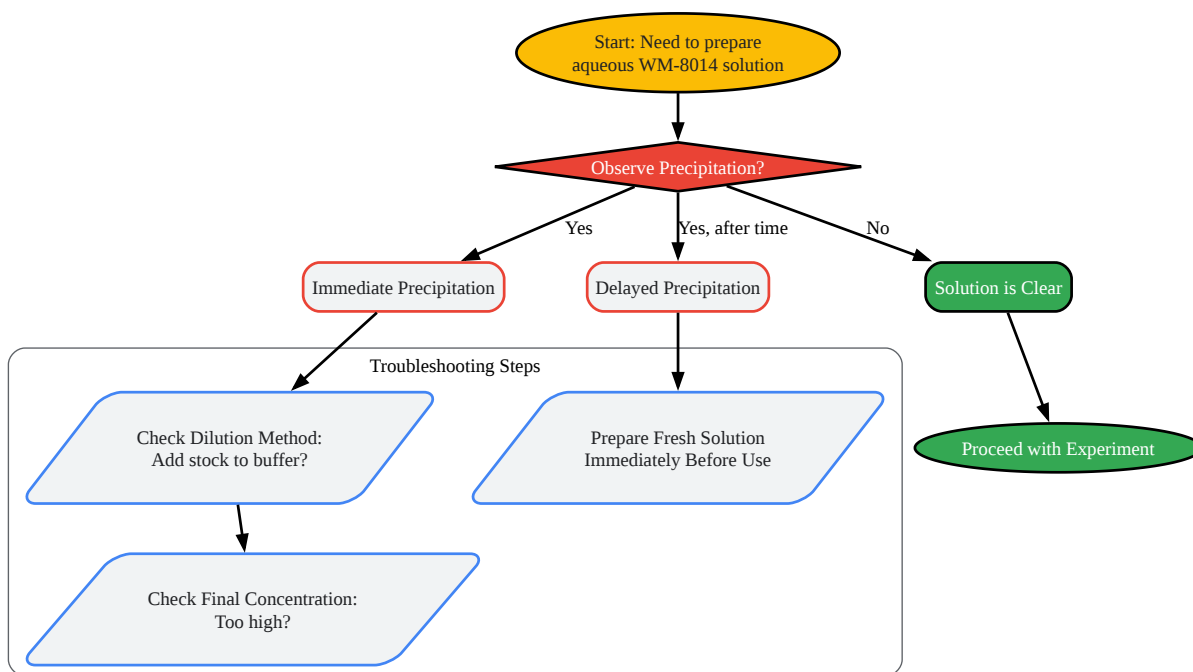 Start: Need to prepare
aqueous WM-8014 solution
Observe Precipitation?
Yes
Yes, after time
No
Immediate Precipitation
Delayed Precipitation
Solution is Clear
Troubleshooting Steps
Check Dilution Method:
Add stock to buffer?
Prepare Fresh Solution
Immediately Before Use
Proceed with Experiment
Check Final Concentration:
Too high?